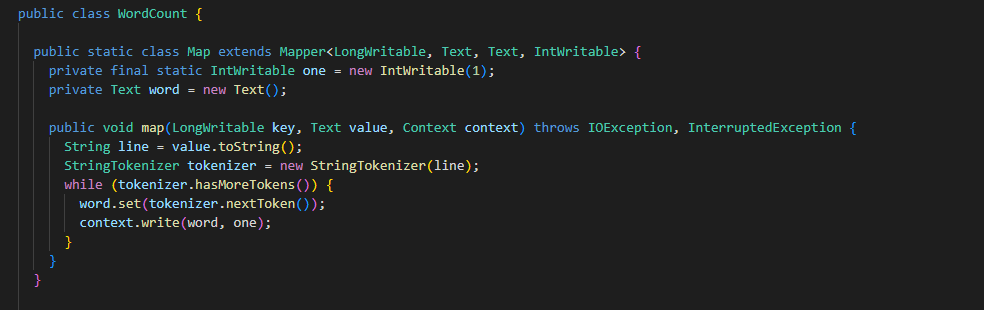 public class WordCount {
public static class Map extends Mapper<LongWritable, Text, Text, IntWritable> {
private final static IntWritable one = new IntWritable(1);
private Text word = new Text();
public void map(LongWritable key, Text value, Context context) throws IOException, InterruptedException {
String line = value.toString();
StringTokenizer tokenizer = new StringTokenizer(line);
while (tokenizer.hasMoreTokens()) {
word.set(tokenizer.nextToken());
context.write(word, one);
}
}
}